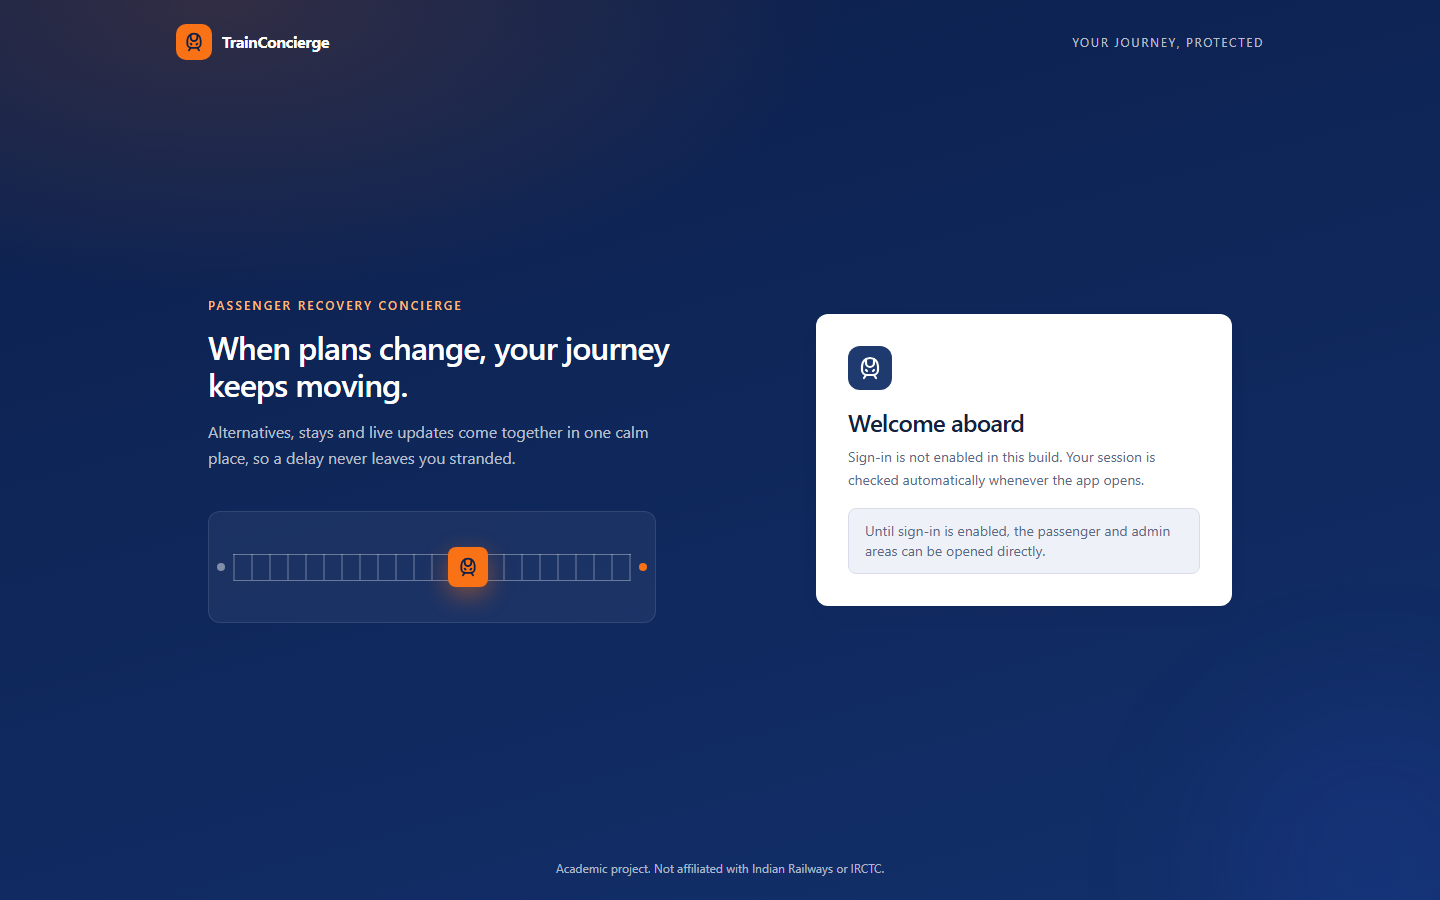 TrainConcierge
YOUR JOURNEY, PROTECTED
PASSENGER RECOVERY CONCIERGE
When plans change, your journey
keeps moving.
Alternatives, stays and live updates come together in one calm
place, so a delay never leaves you stranded.
Welcome aboard
Sign-in is not enabled in this build. Your session is
checked automatically whenever the app opens.
Until sign-in is enabled, the passenger and admin
areas can be opened directly.
Academic project. Not affiliated with Indian Railways or IRCTC.